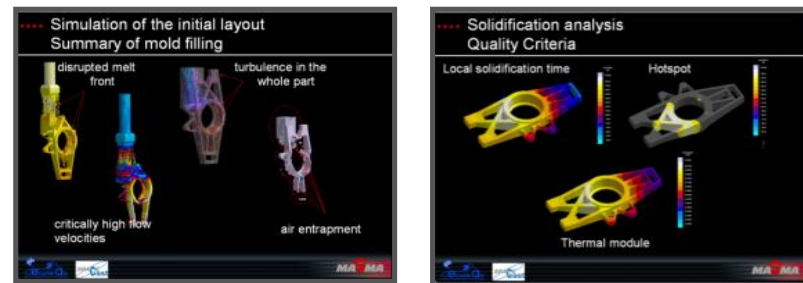 Simulation of the initial layout
Summary of mold filling
disrupted melt
front
turbulence in the
whole part
critically high flow
velocities
air entrapment
MAGMA
Solidification analysis
Quality Criteria
Local solidification time
Hotspot
Thermal module
MAGMA